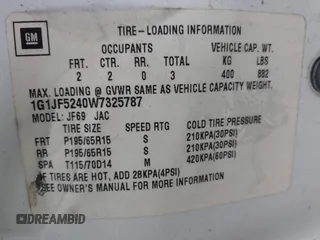 GM
TIRE-LOADING INFORMATION
OCCUPANTS VEHICLE CAP. WT.
FRT. CTR. RR. TOTAL KG LBS
2 2 0 3 400 882
MAX. LOADING @ GVWR SAME AS VEHICLE CAPACITY WEIGHT.
1G1JF5240W7325787
MODEL: JF69 JAC
TIRE SIZE SPEED RTG COLD TIRE PRESSURE
FRT P195/65R15 S 210KPA(30PSI)
RR P195/65R15 S 210KPA(30PSI)
SPA T115/70D14 M 420KPA(60PSI)
IF TIRES ARE HOT, ADD 28KPA(4PSI)
SEE OWNER'S MANUAL FOR MORE INFORMATION
DREAMBID